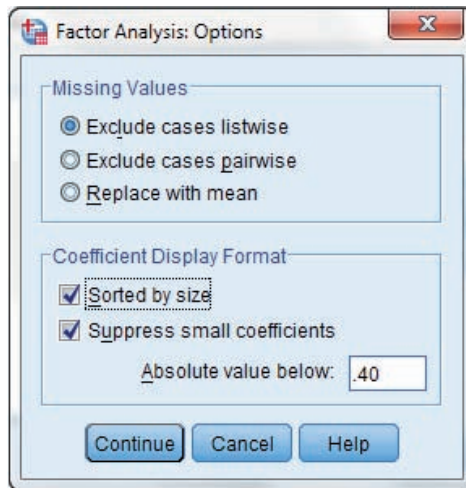 Factor Analysis: Options
Missing Values
Exclude cases listwise
Exclude cases pairwise
Replace with mean
Coefficient Display Format
Sorted by size
Suppress small coefficients
Absolute value below: .40
Continue Cancel Help